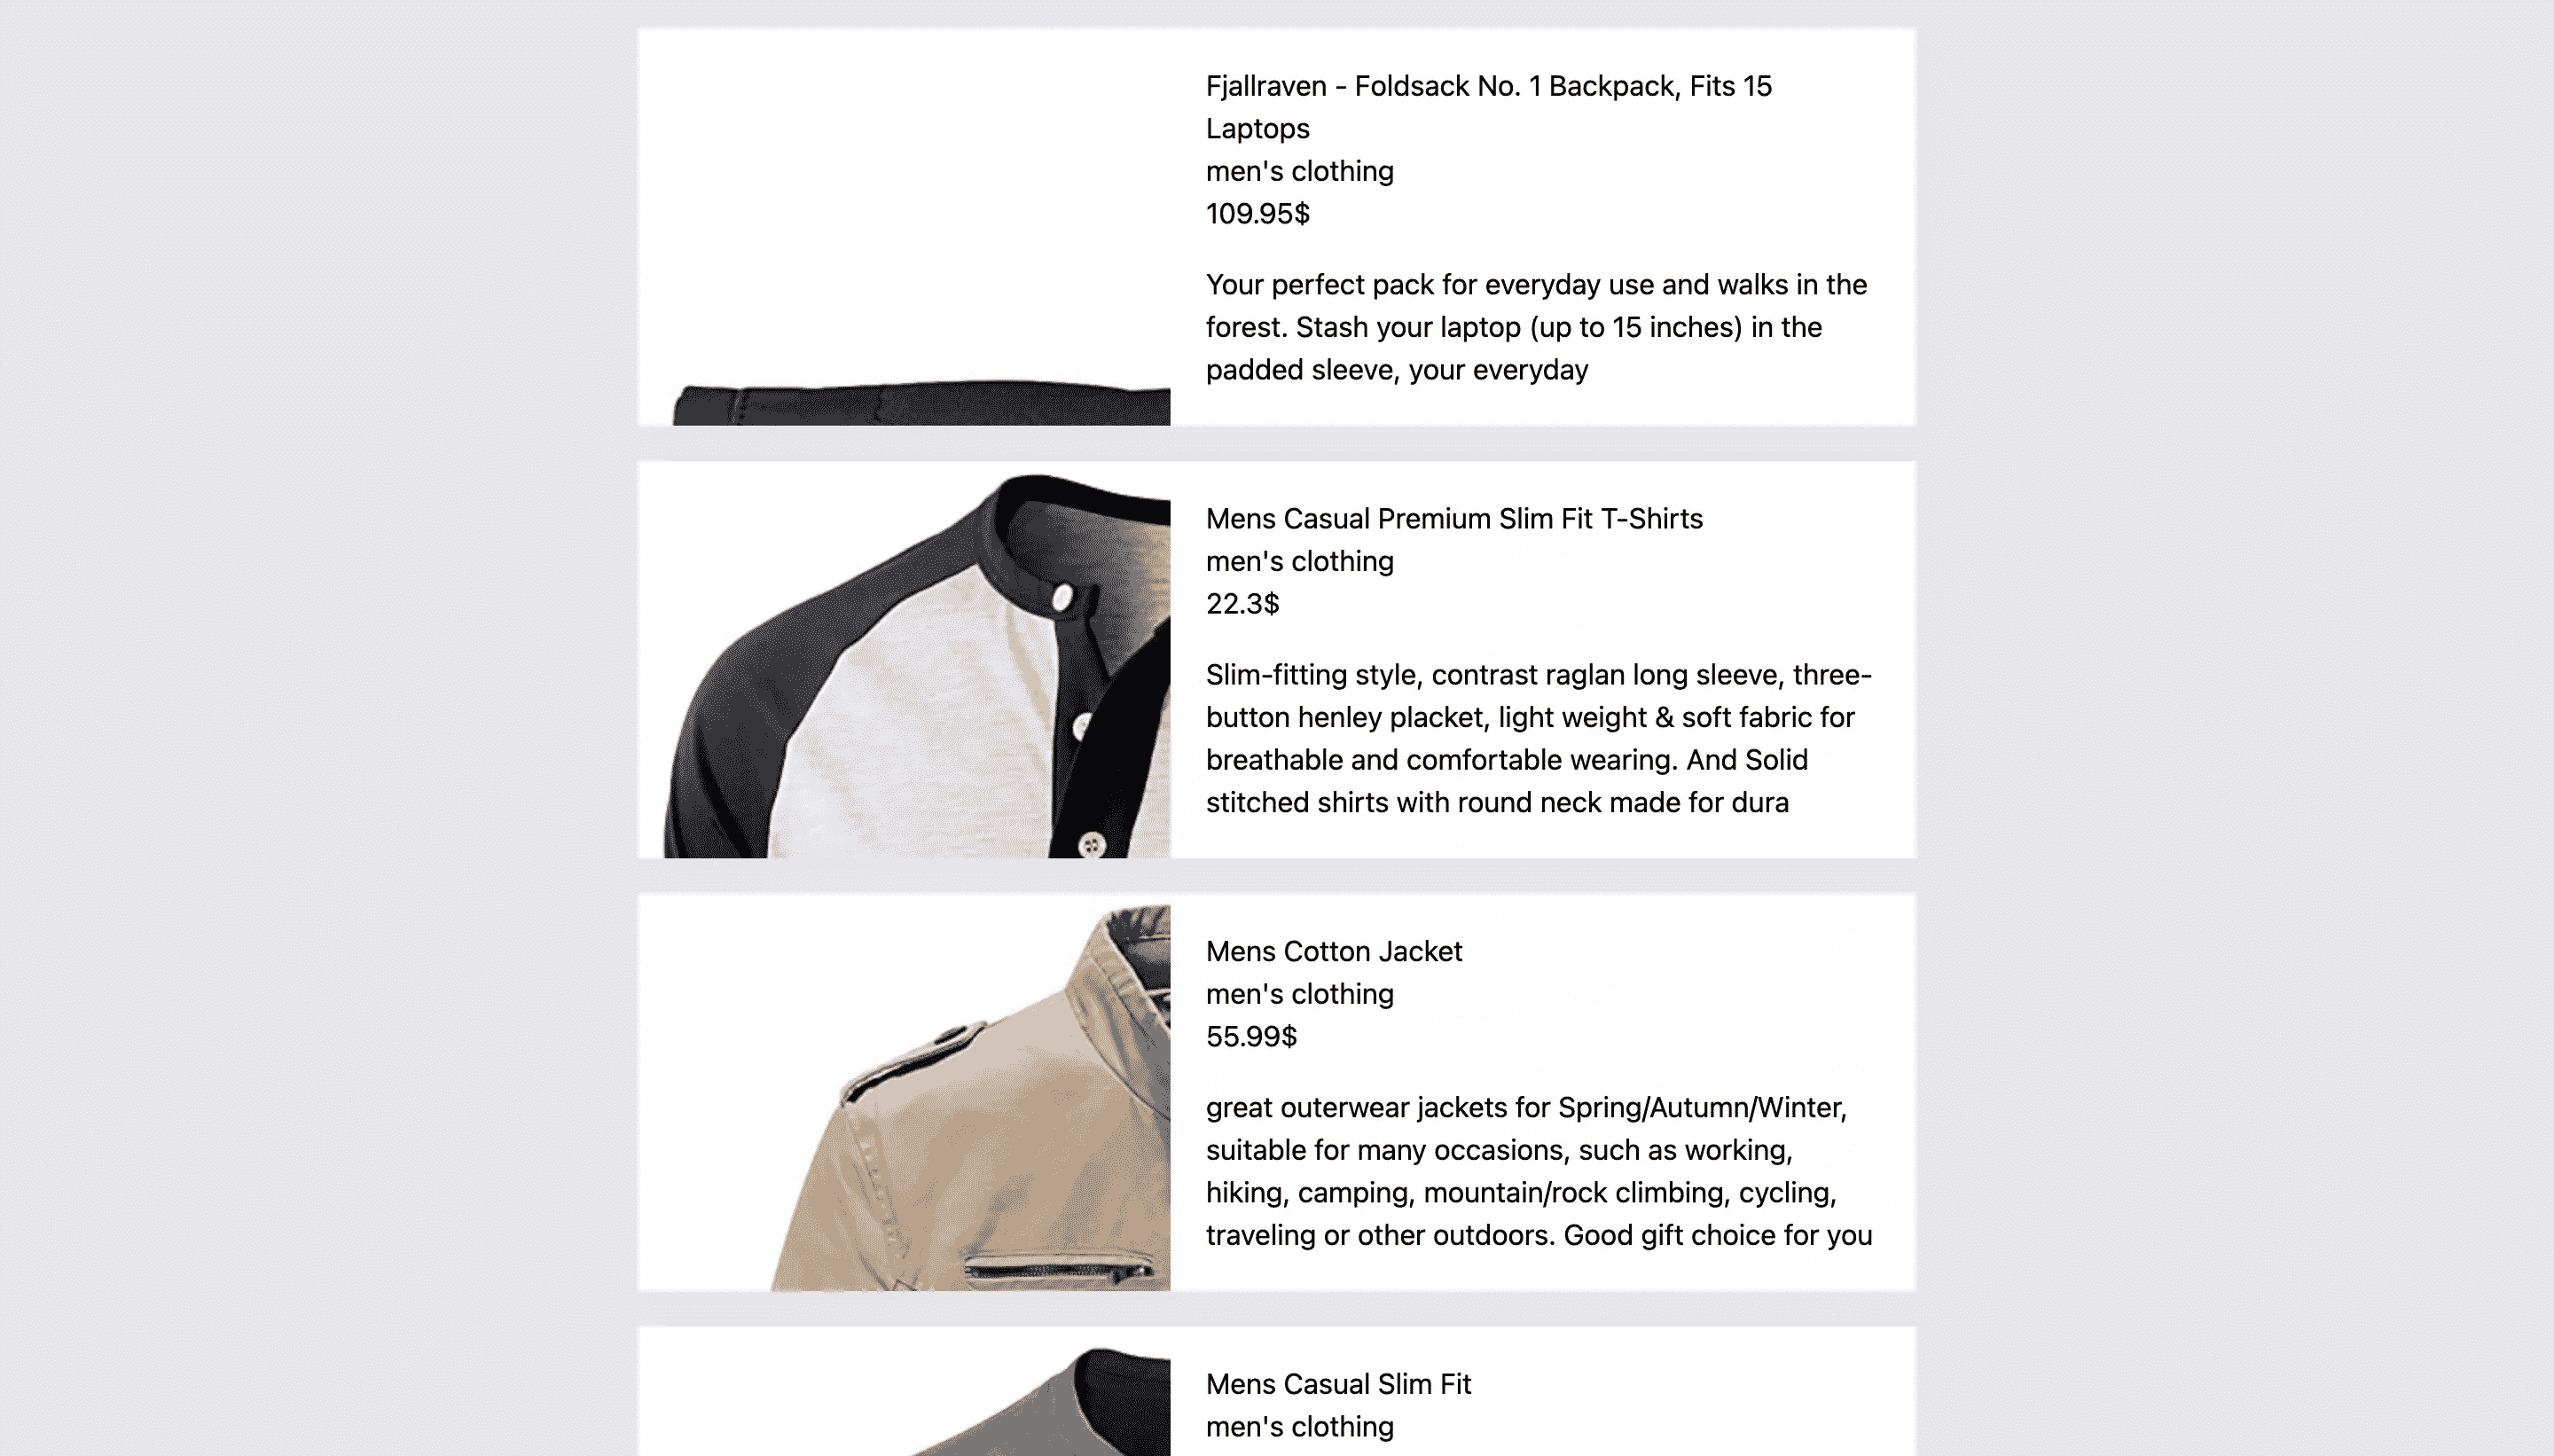 Fjallraven - Foldsack No. 1 Backpack, Fits 15
Laptops
men's clothing
109.95$
Your perfect pack for everyday use and walks in the
forest. Stash your laptop (up to 15 inches) in the
padded sleeve, your everyday
Mens Casual Premium Slim Fit T-Shirts
men's clothing
22.3$
Slim-fitting style, contrast raglan long sleeve, three-
button henley placket, light weight & soft fabric for
breathable and comfortable wearing. And Solid
stitched shirts with round neck made for dura
Mens Cotton Jacket
men's clothing
55.99$
great outerwear jackets for Spring/Autumn/Winter,
suitable for many occasions, such as working,
hiking, camping, mountain/rock climbing, cycling,
traveling or other outdoors. Good gift choice for you
Mens Casual Slim Fit
men's clothing